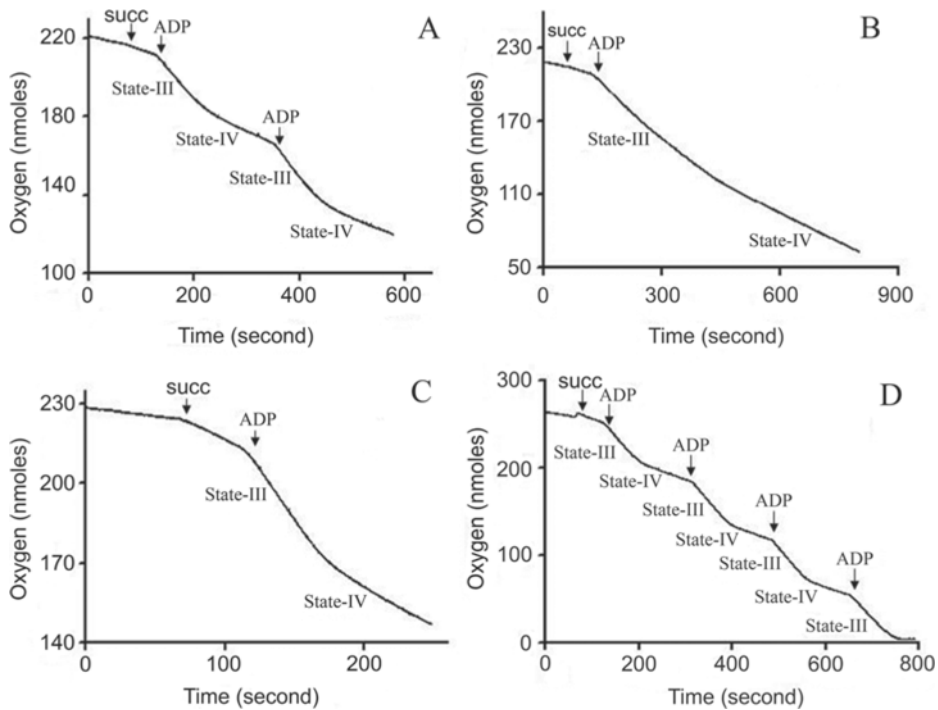 A
succ
ADP
220
State-III
180
ADP
State-IV
140
State-III
State-IV
100
0 200 400 600
Oxygen (nmoles)
Time (second)
B
230
succ
ADP
170
State-III
110
State-IV
50
0 300 600 900
Oxygen (nmoles)
Time (second)
C
succ
230
ADP
200
State-III
170
State-IV
140
0 100 200
Oxygen (nmoles)
Time (second)
D
300
succ
ADP
State-III
ADP
200
State-IV
State-III
ADP
State-IV
100
State-III
ADP
State-IV
State-III
0
0 200 400 600 800
Oxygen (nmoles)
Time (second)